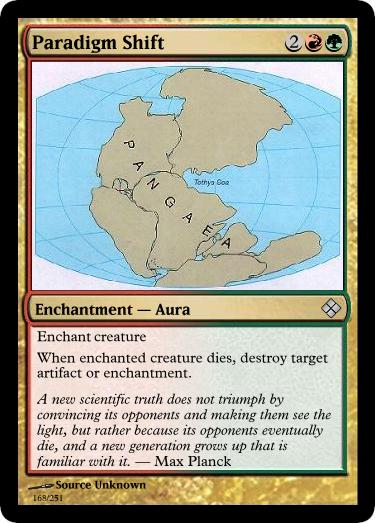 Paradigm Shift 2
PANGAEA
Tethys Sea
Enchantment — Aura
Enchant creature
When enchanted creature dies, destroy target
artifact or enchantment.
A new scientific truth does not triumph by
convincing its opponents and making them see the
light, but rather because its opponents eventually
die, and a new generation grows up that is
familiar with it. — Max Planck
Source Unknown
168/251